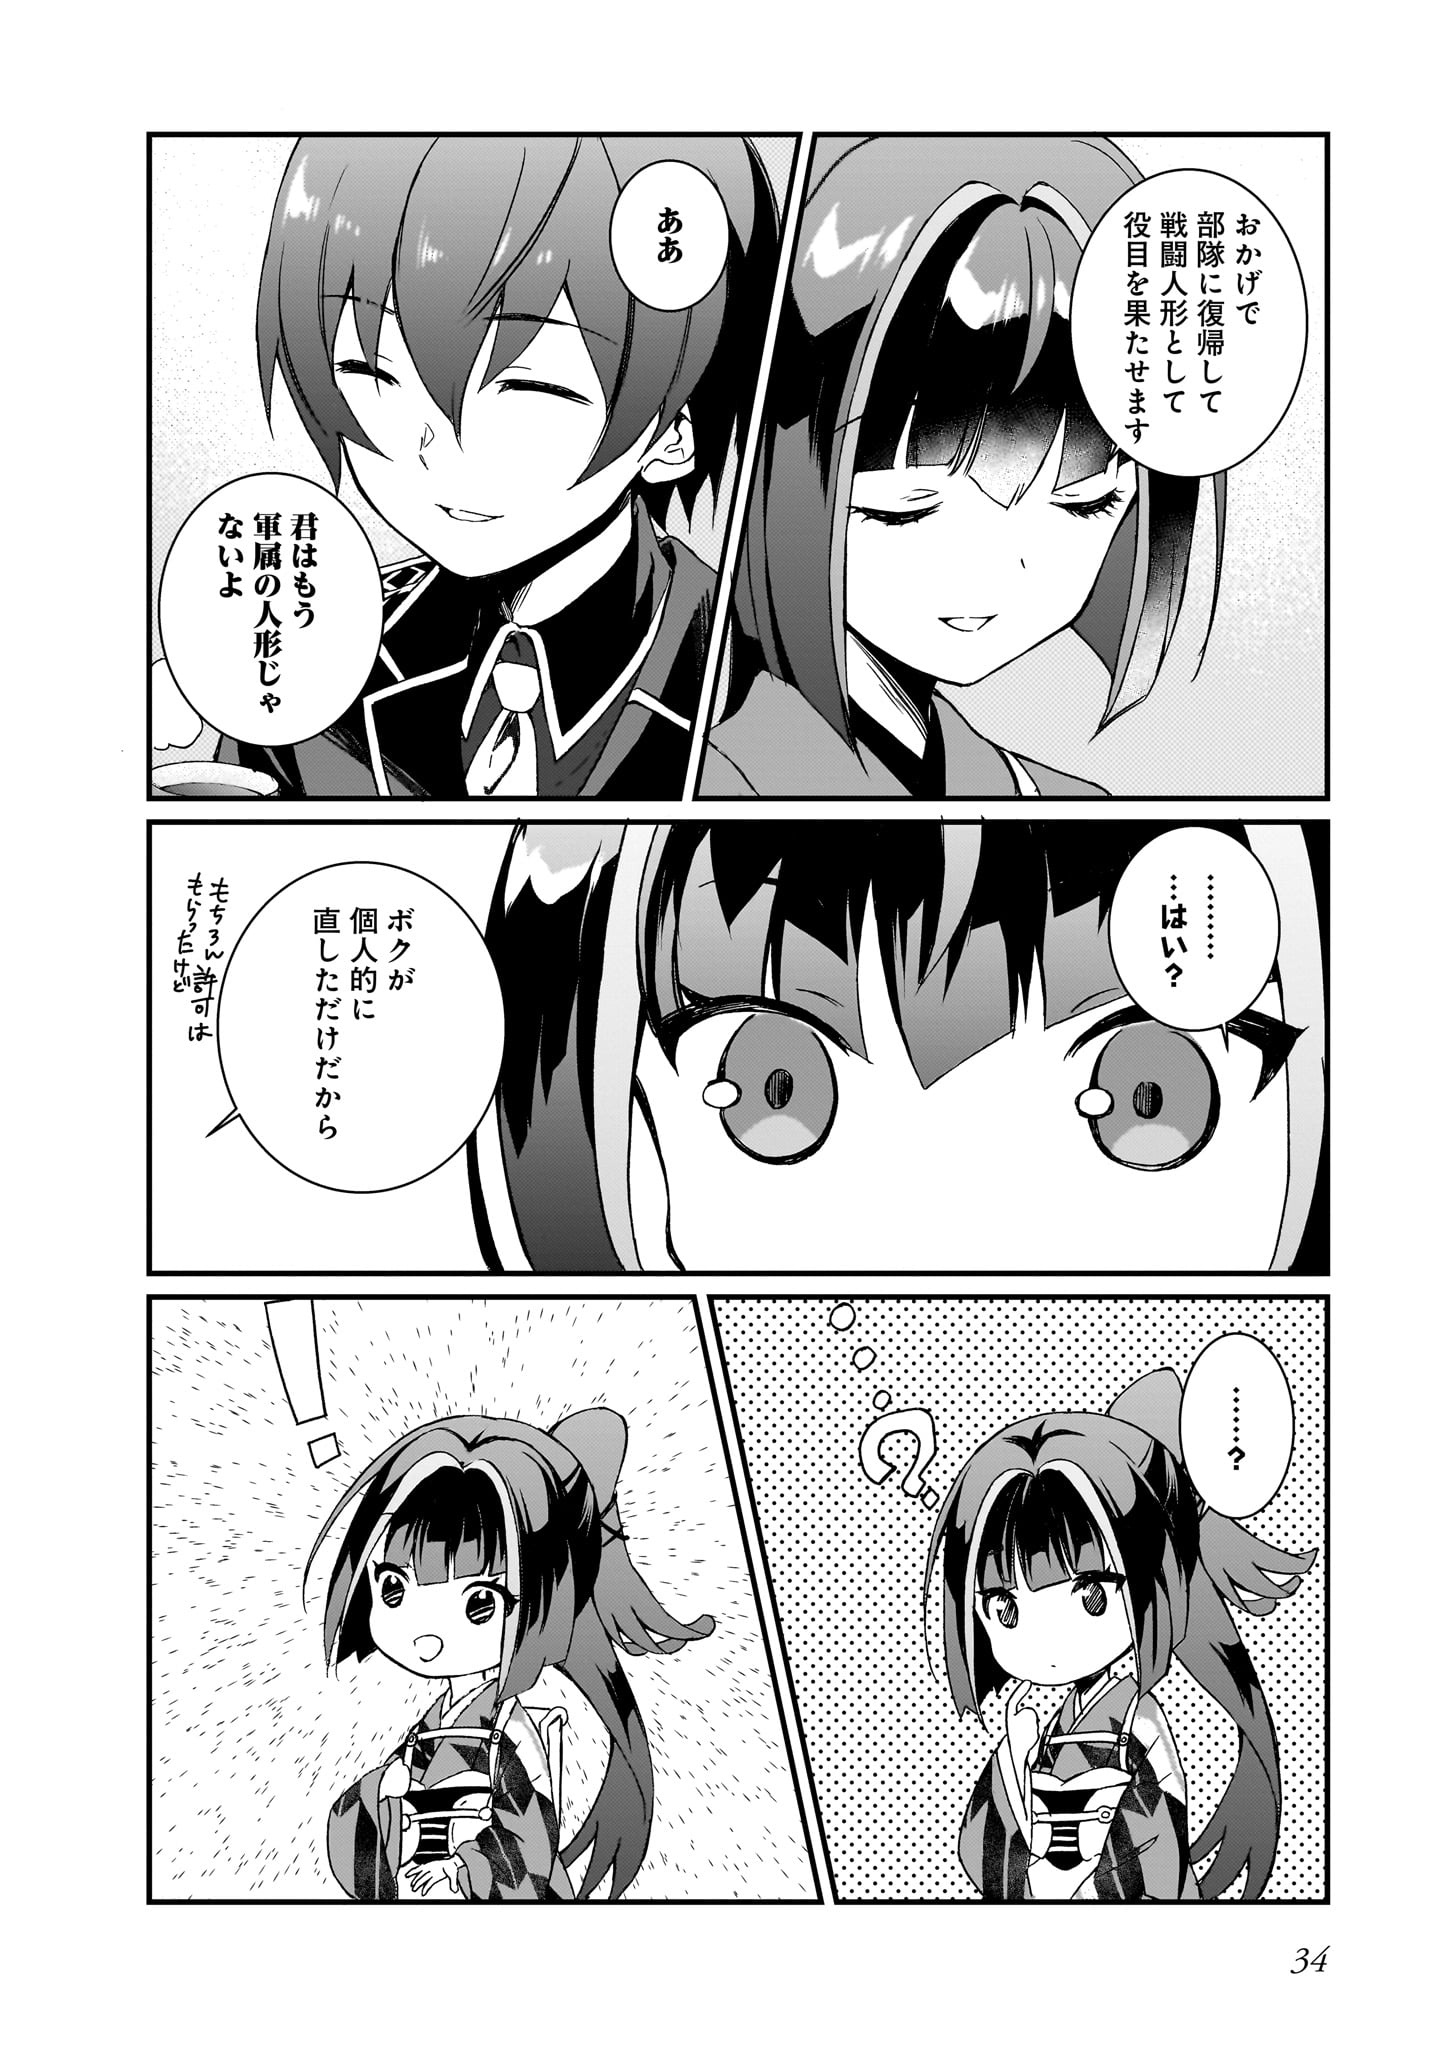 おかげで
部隊に復帰して
戦闘人形として
役目を果たせます
ああ
君はもう
軍属の人形じゃ
ないよ
………
…はい？
ボクが
個人的に
直しただけだから
もちろん許可は
もらったけど
……？
?
!
34